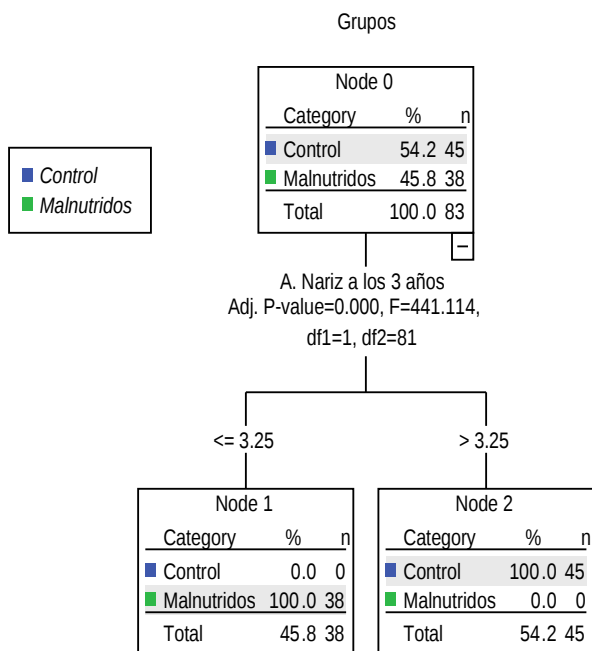 Grupos
Node 0
Category % n
Control 54.2 45
Malnutridos 45.8 38
Total 100.0 83
Control
Malnutridos
A. Nariz a los 3 años
Adj. P-value=0.000, F=441.114,
df1=1, df2=81
<= 3.25
> 3.25
Node 1
Category % n
Control 0.0 0
Malnutridos 100.0 38
Total 45.8 38
Node 2
Category % n
Control 100.0 45
Malnutridos 0.0 0
Total 54.2 45